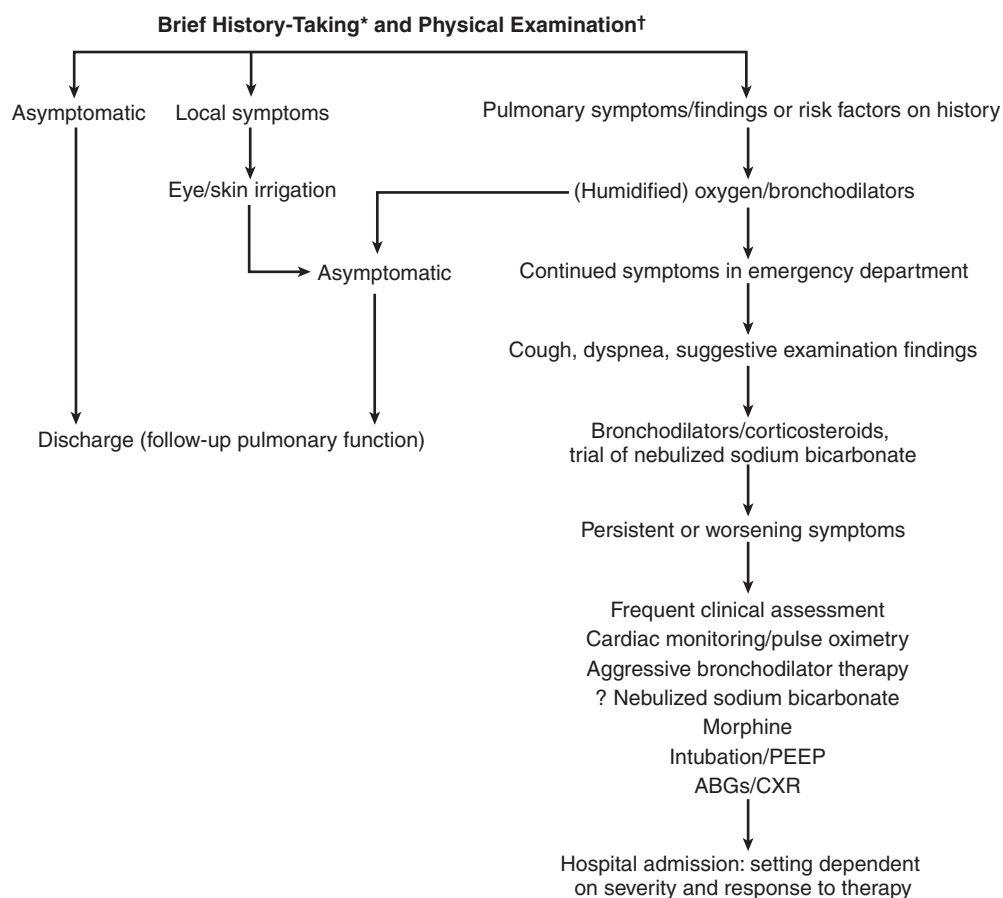 Brief History-Taking* and Physical Examination†
Asymptomatic
Local symptoms
Pulmonary symptoms/findings or risk factors on history
Eye/skin irrigation
(Humidified) oxygen/bronchodilators
Asymptomatic
Continued symptoms in emergency department
Cough, dyspnea, suggestive examination findings
Discharge (follow-up pulmonary function)
Bronchodilators/corticosteroids,
trial of nebulized sodium bicarbonate
Persistent or worsening symptoms
Frequent clinical assessment
Cardiac monitoring/pulse oximetry
Aggressive bronchodilator therapy
? Nebulized sodium bicarbonate
Morphine
Intubation/PEEP
ABGs/CXR
Hospital admission: setting dependent
on severity and response to therapy